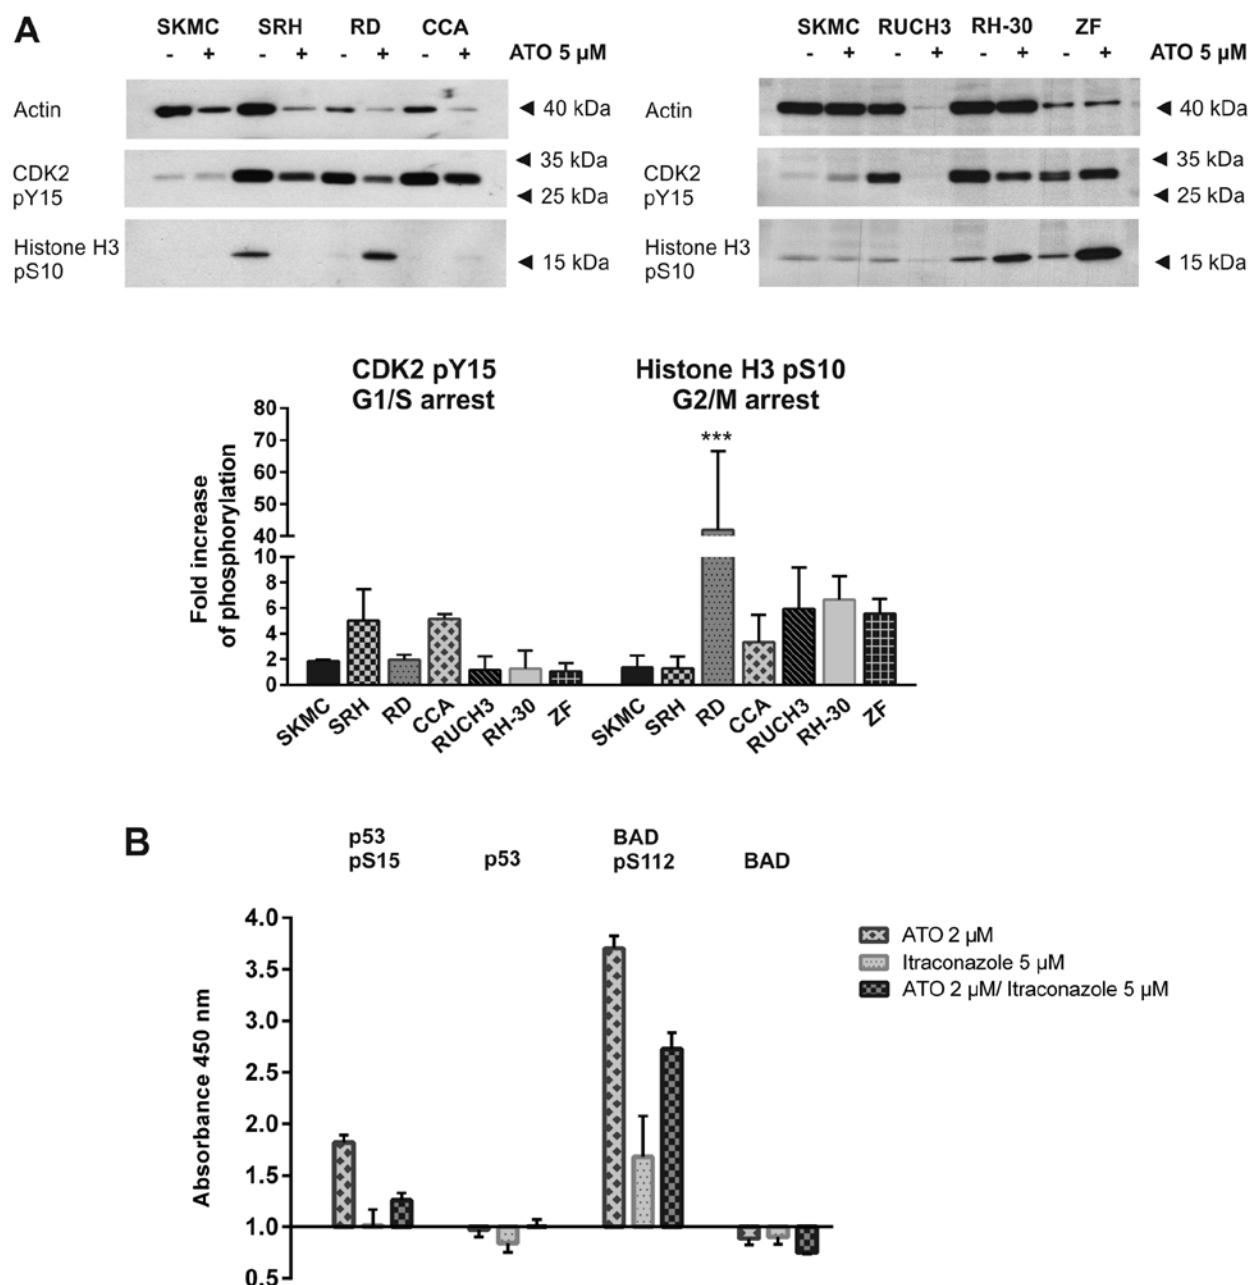 A
SKMC SRH RD CCA
- + - + - + - + ATO 5 µM
Actin
◄ 40 kDa
CDK2
pY15
◄ 35 kDa
◄ 25 kDa
Histone H3
pS10
◄ 15 kDa
SKMC RUCH3 RH-30 ZF
- + - + - + - + ATO 5 µM
Actin
◄ 40 kDa
CDK2
pY15
◄ 35 kDa
◄ 25 kDa
Histone H3
pS10
◄ 15 kDa
CDK2 pY15
G1/S arrest
Histone H3 pS10
G2/M arrest
***
Fold increase
of phosphorylation
80
70
60
50
40
10
8
6
4
2
0
SKMC SRH RD CCA RUCH3 RH-30 ZF
SKMC SRH RD CCA RUCH3 RH-30 ZF
B
p53
pS15
p53
BAD
pS112
BAD
Absorbance 450 nm
4.0
3.5
3.0
2.5
2.0
1.5
1.0
0.5
ATO 2 µM
Itraconazole 5 µM
ATO 2 µM/ Itraconazole 5 µM